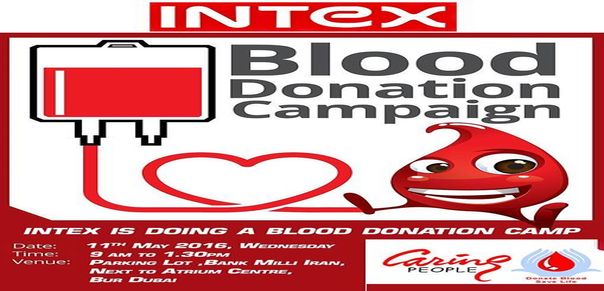 INTEX
Blood
Donation
Campaign
INTEX IS DOING A BLOOD DONATION CAMP
Date: 11TH MAY 2016, WEDNESDAY
Time: 9 AM TO 1.30PM
Venue: PARKING LOT ,BANK MILLI IRAN,
NEXT TO ATRIUM CENTRE,
BUR DUBAI
Caring
PEOPLE
Donate Blood
Save Life